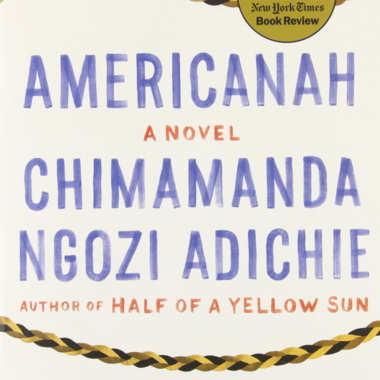 New York Times
Book Review
AMERICANAH
A NOVEL
CHIMAMANDA
NGOZI ADICHIE
AUTHOR OF HALF OF A YELLOW SUN